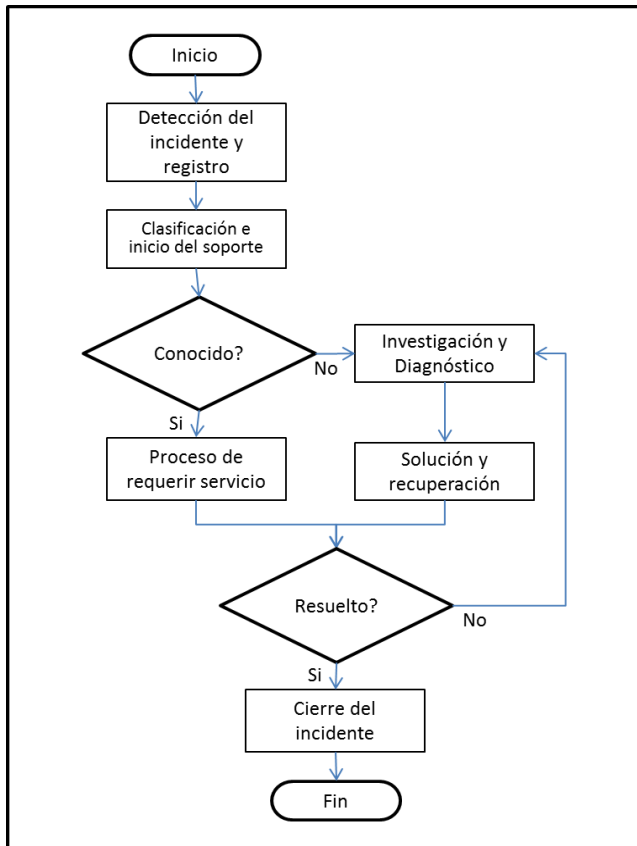 Inicio
Detección del
incidente y
registro
Clasificación e
inicio del soporte
Conocido?
No
Investigación y
Diagnóstico
Si
Proceso de
requerir servicio
Solución y
recuperación
Resuelto?
No
Si
Cierre del
incidente
Fin